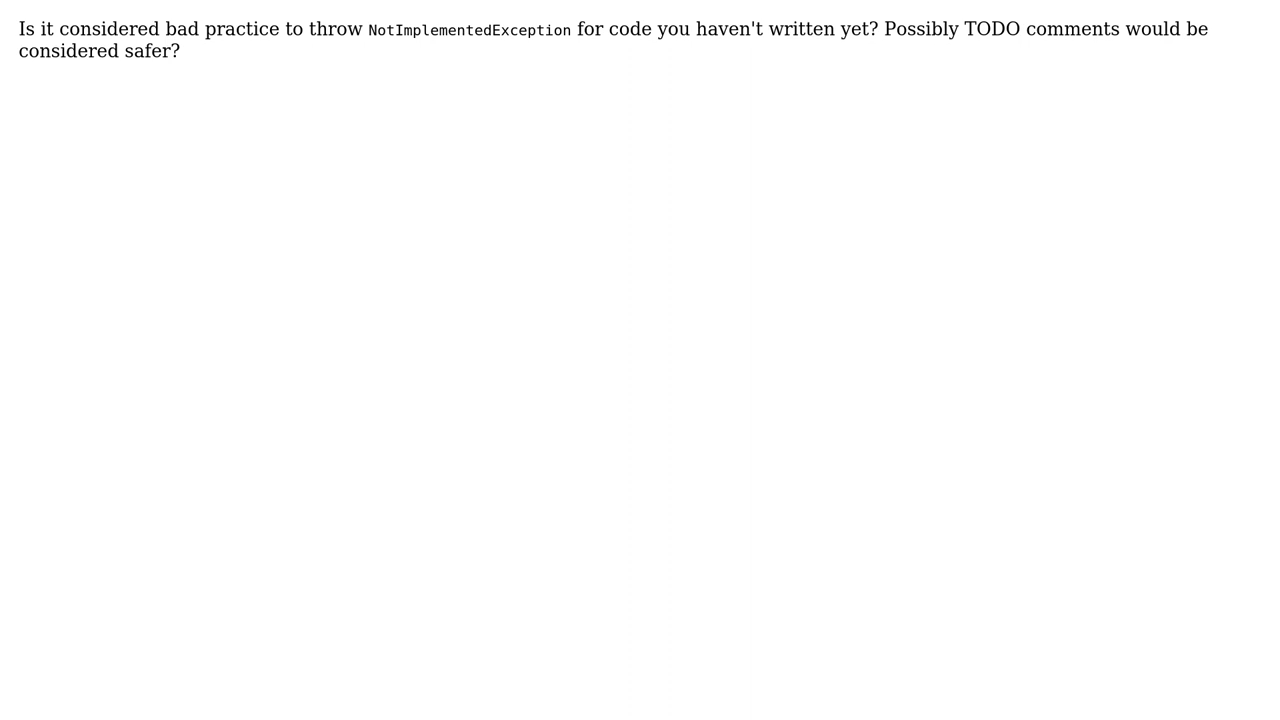 Is it considered bad practice to throw NotImplementedException for code you haven't written yet? Possibly TODO comments would be
considered safer?